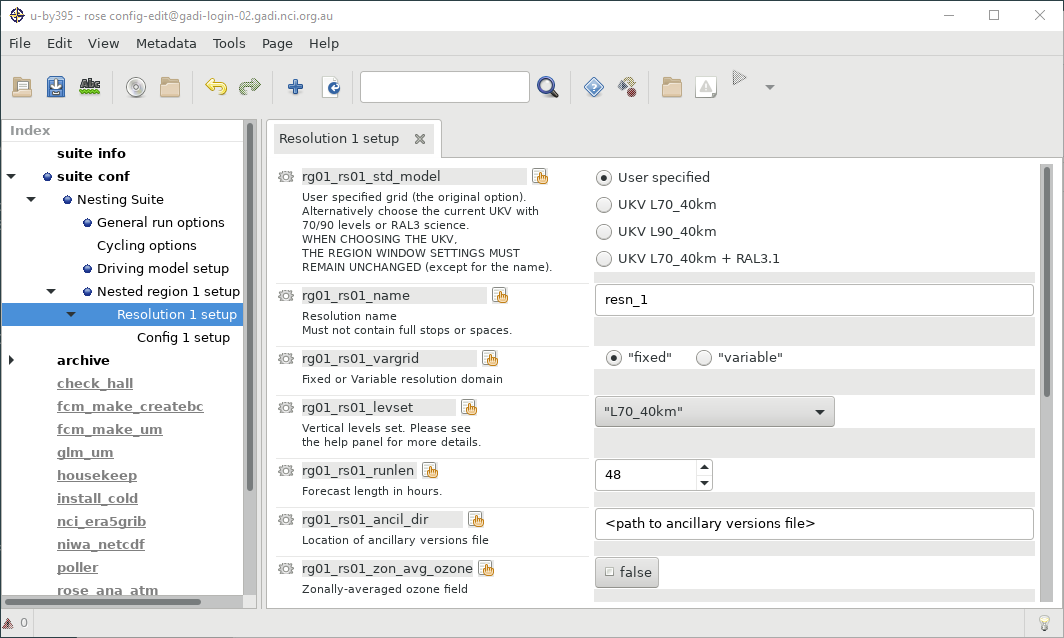 u-by395 - rose config-edit@gadi-login-02.gadi.nci.org.au
File Edit View Metadata Tools Page Help
Abc
Index
suite info
suite conf
Nesting Suite
General run options
Cycling options
Driving model setup
Nested region 1 setup
Resolution 1 setup
Config 1 setup
archive
check_hall
fcm_make_createbc
fcm_make_um
glm_um
housekeep
install_cold
nci_era5grib
niwa_netcdf
poller
rose_ana_atm
Resolution 1 setup
rg01_rs01_std_model
User specified grid (the original option).
Alternatively choose the current UKV with
70/90 levels or RAL3 science.
WHEN CHOOSING THE UKV,
THE REGION WINDOW SETTINGS MUST
REMAIN UNCHANGED (except for the name).
User specified
UKV L70_40km
UKV L90_40km
UKV L70_40km + RAL3.1
rg01_rs01_name
Resolution name
Must not contain full stops or spaces.
resn_1
rg01_rs01_vargrid
Fixed or Variable resolution domain
"fixed" "variable"
rg01_rs01_levset
Vertical levels set. Please see
the help panel for more details.
"L70_40km"
rg01_rs01_runlen
Forecast length in hours.
48
rg01_rs01_ancil_dir
Location of ancillary versions file
<path to ancillary versions file>
rg01_rs01_zon_avg_ozone
Zonally-averaged ozone field
false
0